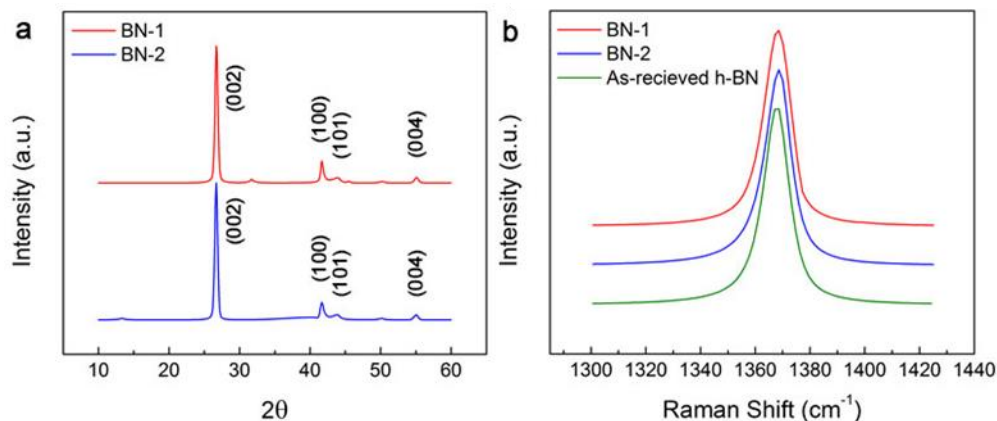 a
BN-1
BN-2
(002)
(100)
(101)
(004)
(002)
(100)
(101)
(004)
Intensity (a.u.)
10 20 30 40 50 60
2θ
b
BN-1
BN-2
As-recieved h-BN
Intensity (a.u.)
1300 1320 1340 1360 1380 1400 1420 1440
Raman Shift (cm⁻¹)